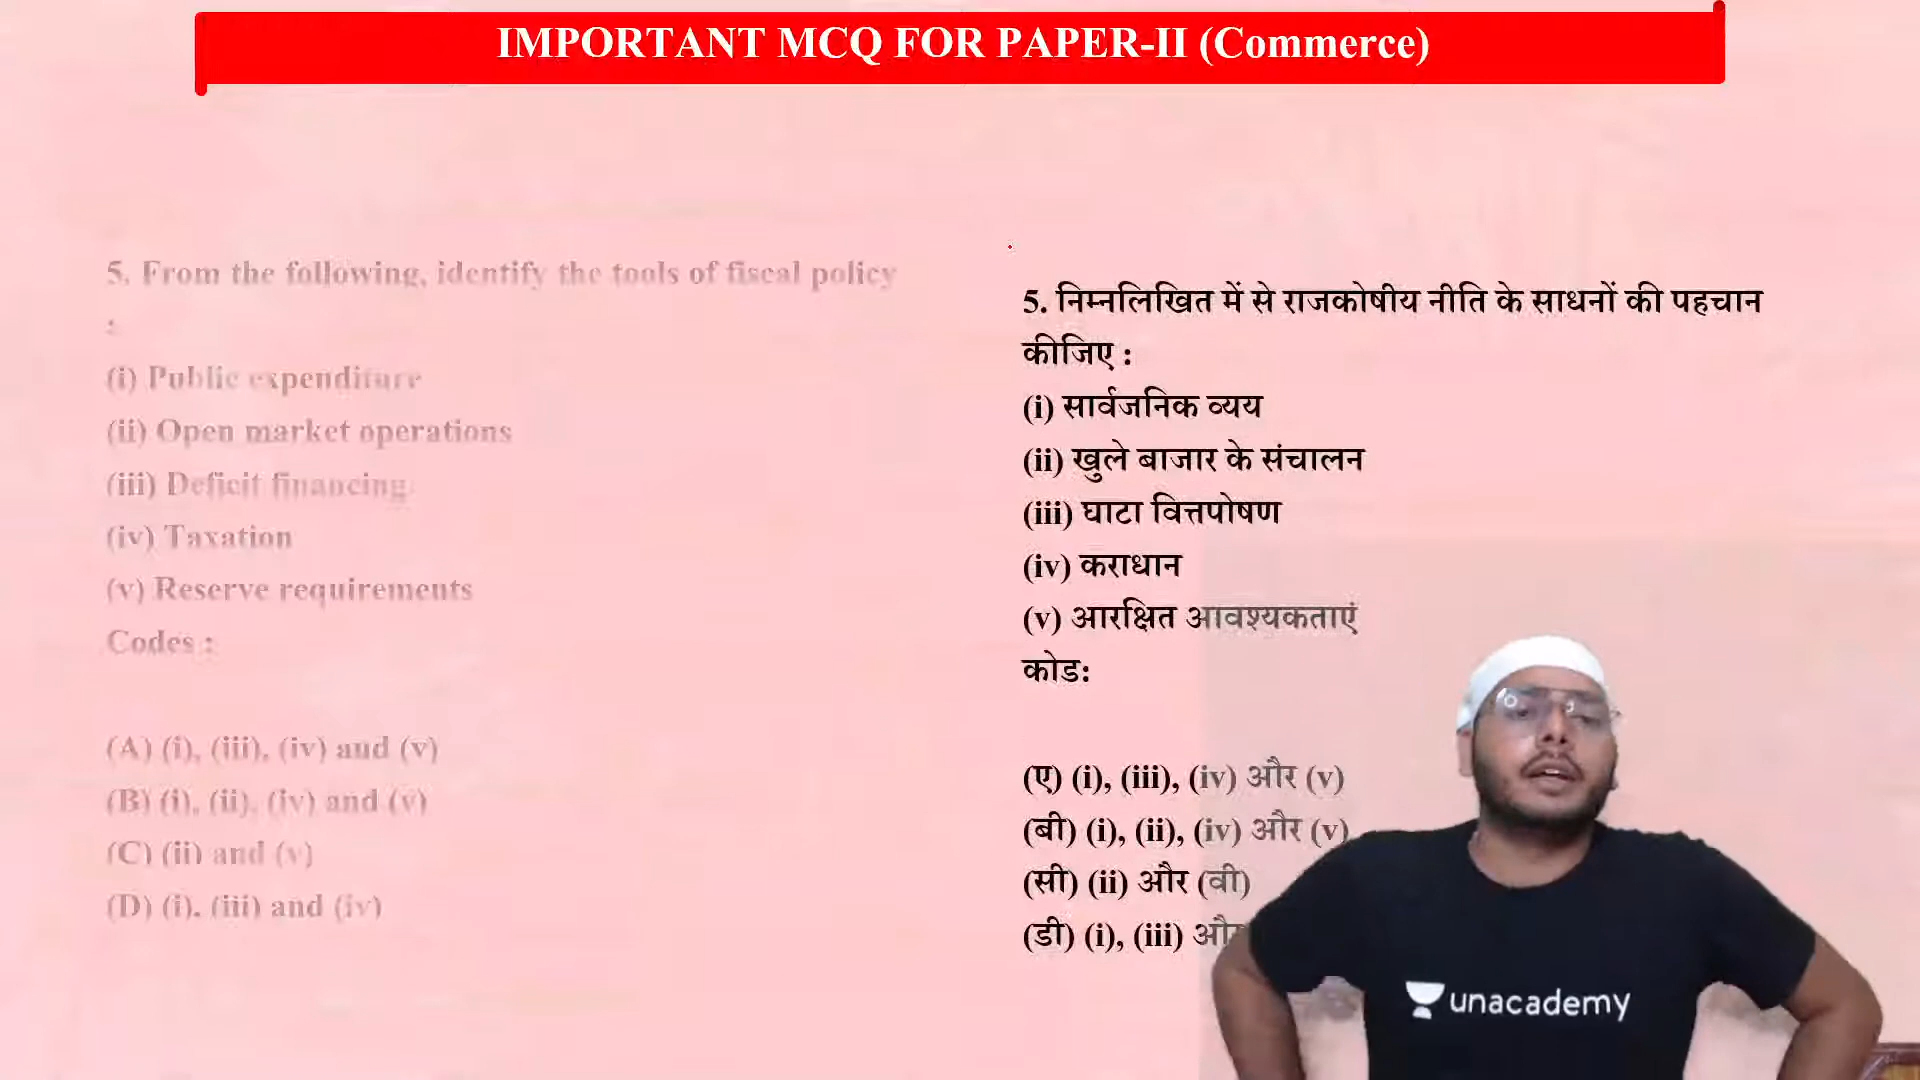 IMPORTANT MCQ FOR PAPER-II (Commerce)
5. From the following, identify the tools of fiscal policy
:
(i) Public expenditure
(ii) Open market operations
(iii) Deficit financing
(iv) Taxation
(v) Reserve requirements
Codes :
(A) (i), (iii), (iv) and (v)
(B) (i), (ii), (iv) and (v)
(C) (ii) and (v)
(D) (i), (iii) and (iv)
5. निम्नलिखित में से राजकोषीय नीति के साधनों की पहचान
कीजिए :
(i) सार्वजनिक व्यय
(ii) खुले बाजार के संचालन
(iii) घाटा वित्तपोषण
(iv) कराधान
(v) आरक्षित आवश्यकताएं
कोड:
(ए) (i), (iii), (iv) और (v)
(बी) (i), (ii), (iv) और (v)
(सी) (ii) और (वी)
(डी) (i), (iii) और
unacademy